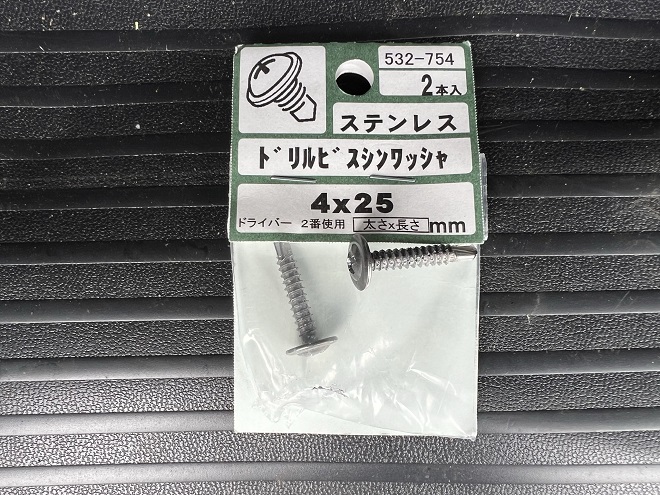 532-754
2本入
ステンレス
ドリルビスシンワッシャ
4x25
ドライバー 2番使用 太さx長さ mm